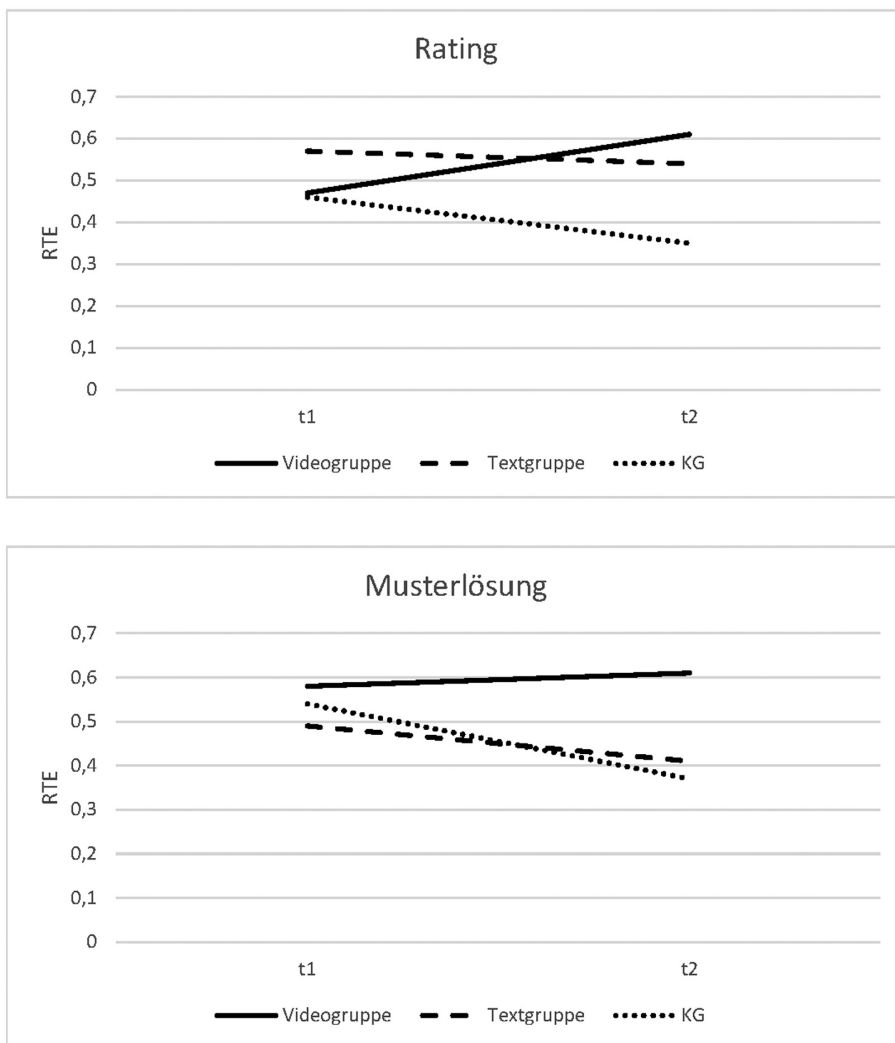 Rating
0,7
0,6
0,5
0,4
0,3
0,2
0,1
0
RTE
t1 t2
Videogruppe Textgruppe KG
Musterlösung
0,7
0,6
0,5
0,4
0,3
0,2
0,1
0
RTE
t1 t2
Videogruppe Textgruppe KG